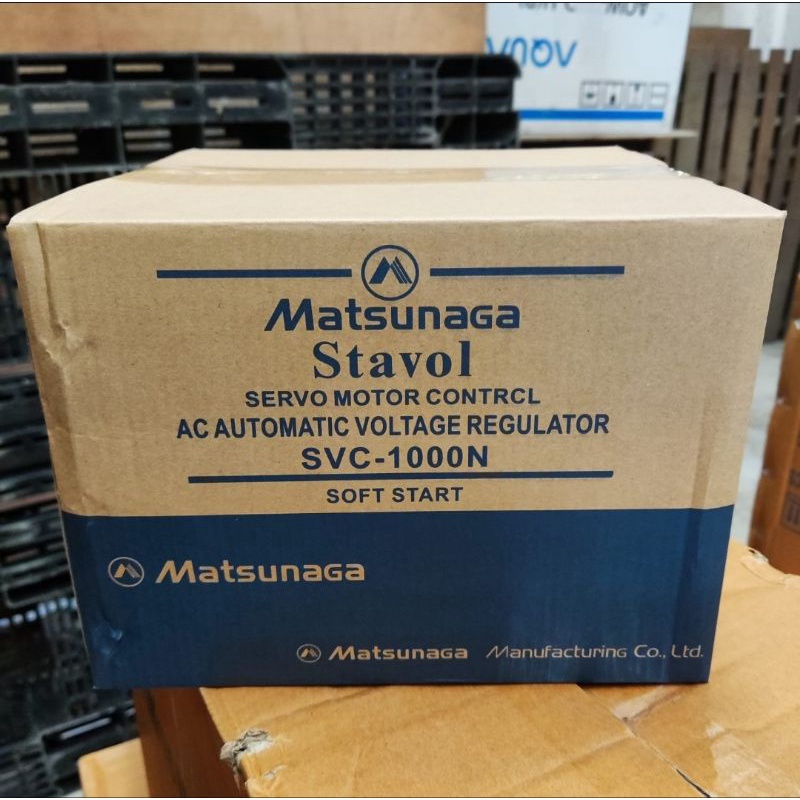 Matsunaga
Stavol
SERVO MOTOR CONTRCL
AC AUTOMATIC VOLTAGE REGULATOR
SVC-1000N
SOFT START
Matsunaga
Matsunaga Manufacturing Co., Ltd.